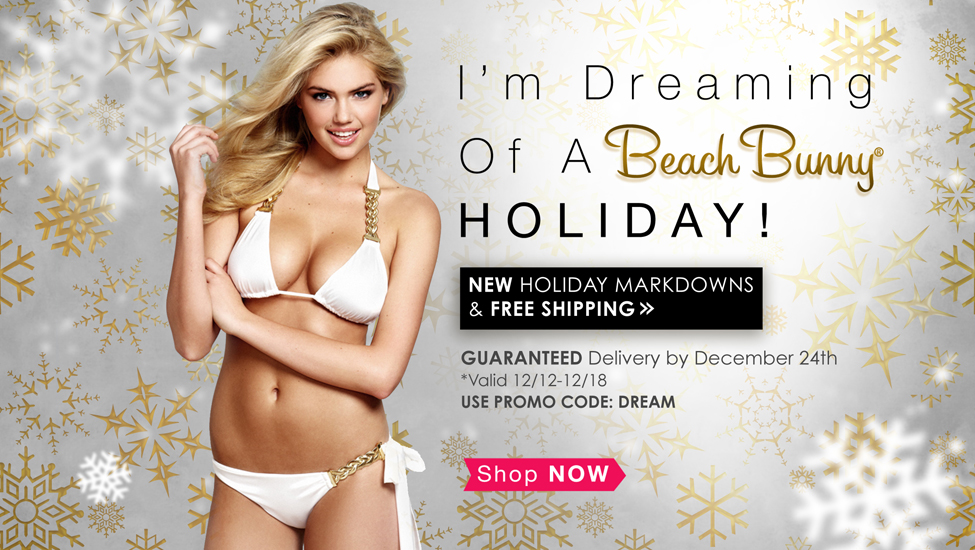 I'm Dreaming
Of A Beach Bunny®
HOLIDAY!
NEW HOLIDAY MARKDOWNS
& FREE SHIPPING »
GUARANTEED Delivery by December 24th
*Valid 12/12-12/18
USE PROMO CODE: DREAM
Shop NOW